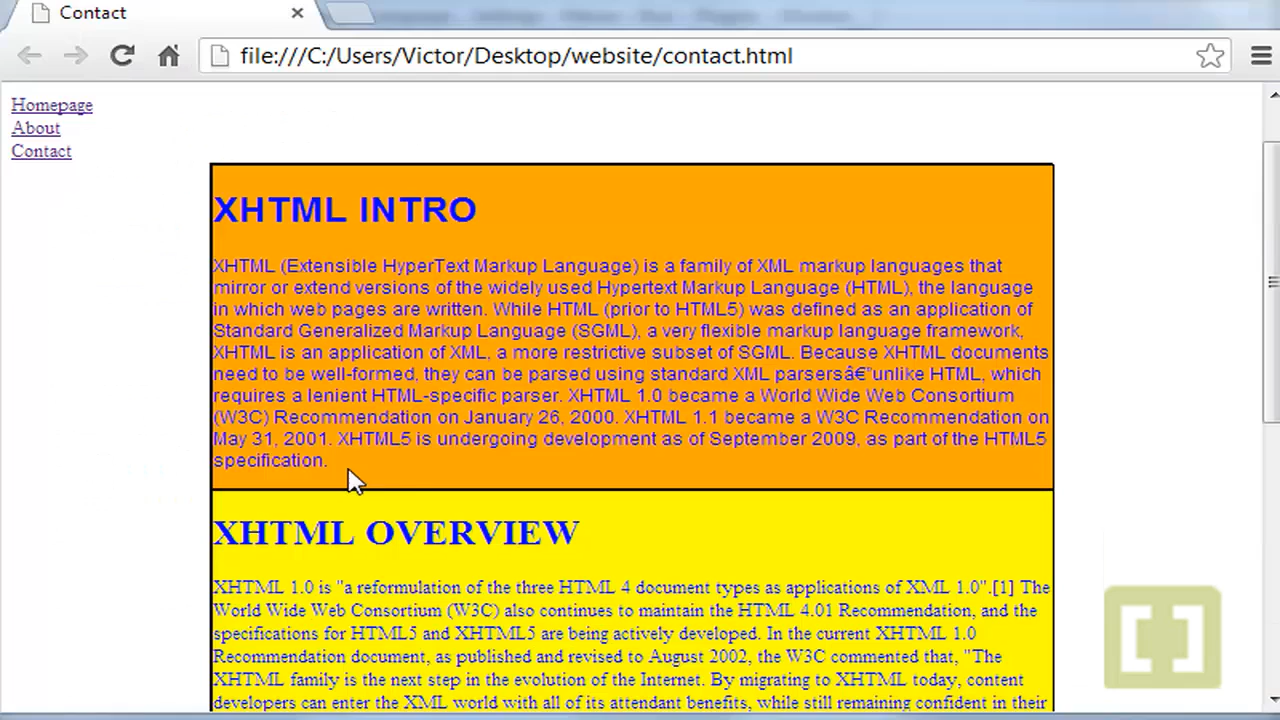 Contact
file:///C:/Users/Victor/Desktop/website/contact.html
Homepage
About
Contact
XHTML INTRO
XHTML (Extensible HyperText Markup Language) is a family of XML markup languages that
mirror or extend versions of the widely used Hypertext Markup Language (HTML), the language
in which web pages are written. While HTML (prior to HTML5) was defined as an application of
Standard Generalized Markup Language (SGML), a very flexible markup language framework,
XHTML is an application of XML, a more restrictive subset of SGML. Because XHTML documents
need to be well-formed, they can be parsed using standard XML parsersâ€”unlike HTML, which
requires a lenient HTML-specific parser. XHTML 1.0 became a World Wide Web Consortium
(W3C) Recommendation on January 26, 2000. XHTML 1.1 became a W3C Recommendation on
May 31, 2001. XHTML5 is undergoing development as of September 2009, as part of the HTML5
specification.
XHTML OVERVIEW
XHTML 1.0 is "a reformulation of the three HTML 4 document types as applications of XML 1.0".[1] The
World Wide Web Consortium (W3C) also continues to maintain the HTML 4.01 Recommendation, and the
specifications for HTML5 and XHTML5 are being actively developed. In the current XHTML 1.0
Recommendation document, as published and revised to August 2002, the W3C commented that, "The
XHTML family is the next step in the evolution of the Internet. By migrating to XHTML today, content
developers can enter the XML world with all of its attendant benefits, while still remaining confident in their